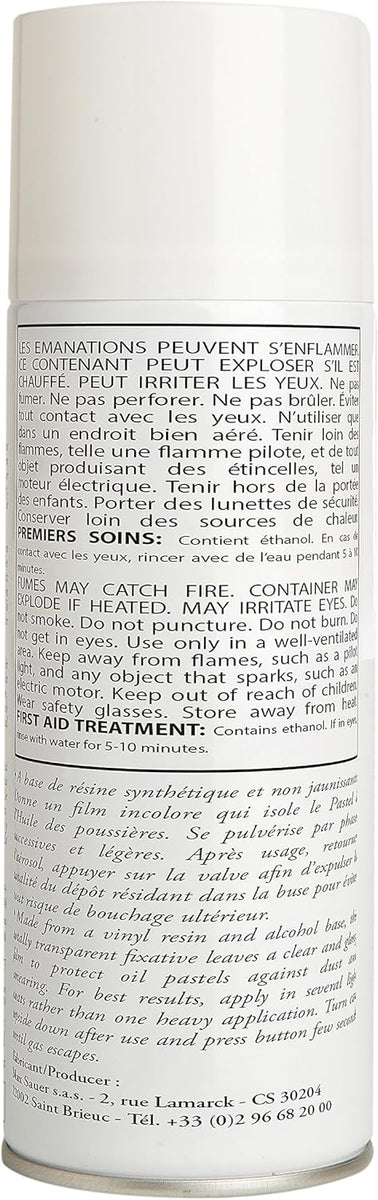 LES EMANATIONS PEUVENT S'ENFLAMMER.
CE CONTENANT PEUT EXPLOSER S'IL EST
CHAUFFÉ. PEUT IRRITER LES YEUX. Ne pas
fumer. Ne pas perforer. Ne pas brûler. Éviter
tout contact avec les yeux. N'utiliser que
dans un endroit bien aéré. Tenir loin des
flammes, telle une flamme pilote, et de tout
objet produisant des étincelles, tel un
moteur électrique. Tenir hors de la portée
des enfants. Porter des lunettes de sécurité.
Conserver loin des sources de chaleur
PREMIERS SOINS: Contient éthanol. En cas de
contact avec les yeux, rincer avec de l'eau pendant 5 à 10
minutes.
FUMES MAY CATCH FIRE. CONTAINER MAY
EXPLODE IF HEATED. MAY IRRITATE EYES. Do
not smoke. Do not puncture. Do not burn. Do
not get in eyes. Use only in a well-ventilated
area. Keep away from flames, such as a pilot
light, and any object that sparks, such as an
electric motor. Keep out of reach of children.
Wear safety glasses. Store away from heat.
FIRST AID TREATMENT: Contains ethanol. If in eyes,
rinse with water for 5-10 minutes.
• A base de résine synthétique et non jaunissante.
Donne un film incolore qui isole le Pastel à
l'Huile des poussières. Se pulvérise par phases
successives et légères. Après usage, retourner
l'aérosol, appuyer sur la valve afin d'expulser la
totalité du dépôt résidant dans la buse pour éviter
tout risque de bouchage ultérieur.
• Made from a vinyl resin and alcohol base, this
totally transparent fixative leaves a clear and glossy
film to protect oil pastels against dust and
smearing. For best results, apply in several light
coats rather than one heavy application. Turn can
upside down after use and press button few seconds
until gas escapes.
Fabricant/Producer :
Max Sauer s.a.s. - 2, rue Lamarck - CS 30204
22002 Saint Brieuc - Tél. +33 (0)2 96 68 20 00